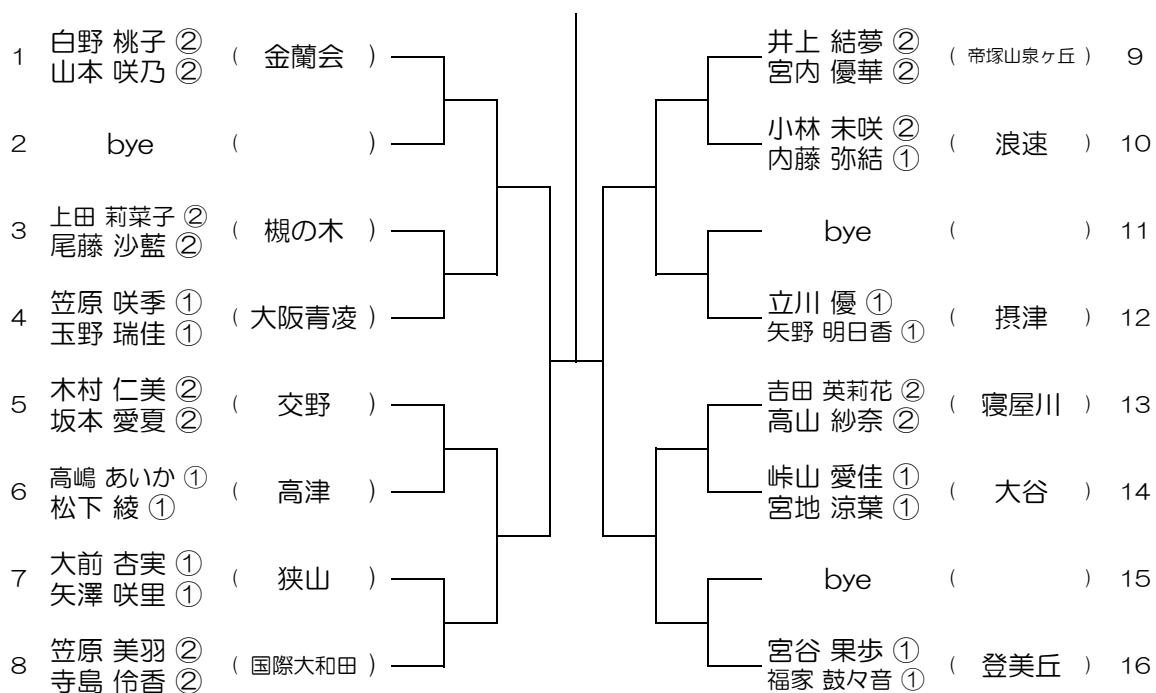 1 白野 桃子 ② ( 金蘭会 )
山本 咲乃 ②
2 bye ( )
3 上田 莉菜子 ② ( 槻の木 )
尾藤 沙藍 ②
4 笠原 咲季 ① ( 大阪青凌 )
玉野 瑞佳 ①
5 木村 仁美 ② ( 交野 )
坂本 愛夏 ②
6 高嶋 あいか ① ( 高津 )
松下 綾 ①
7 大前 杏実 ① ( 狭山 )
矢澤 咲里 ①
8 笠原 美羽 ② ( 国際大和田 )
寺島 伶香 ②
井上 結夢 ② ( 帝塚山泉ヶ丘 ) 9
宮内 優華 ②
小林 未咲 ② ( 浪速 ) 10
内藤 弥結 ①
bye ( ) 11
立川 優 ① ( 摂津 ) 12
矢野 明日香 ①
吉田 英莉花 ② ( 寝屋川 ) 13
高山 紗奈 ②
峠山 愛佳 ① ( 大谷 ) 14
宮地 涼葉 ①
bye ( ) 15
宮谷 果歩 ① ( 登美丘 ) 16
福家 鼓々音 ①